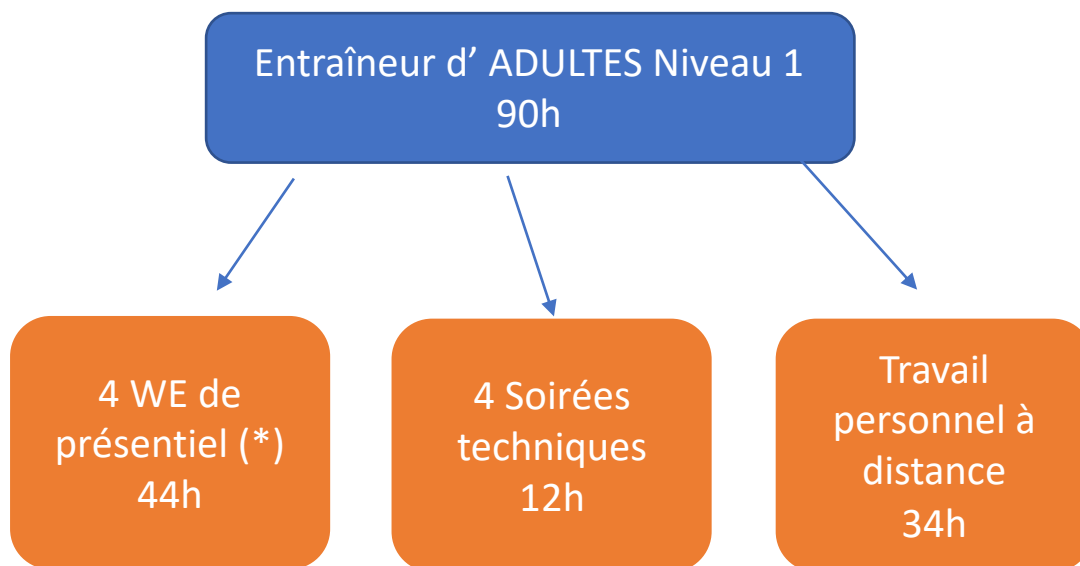 Entraîneur d’ ADULTES Niveau 1
90h
4 WE de
présentiel (*)
44h
4 Soirées
techniques
12h
Travail
personnel à
distance
34h